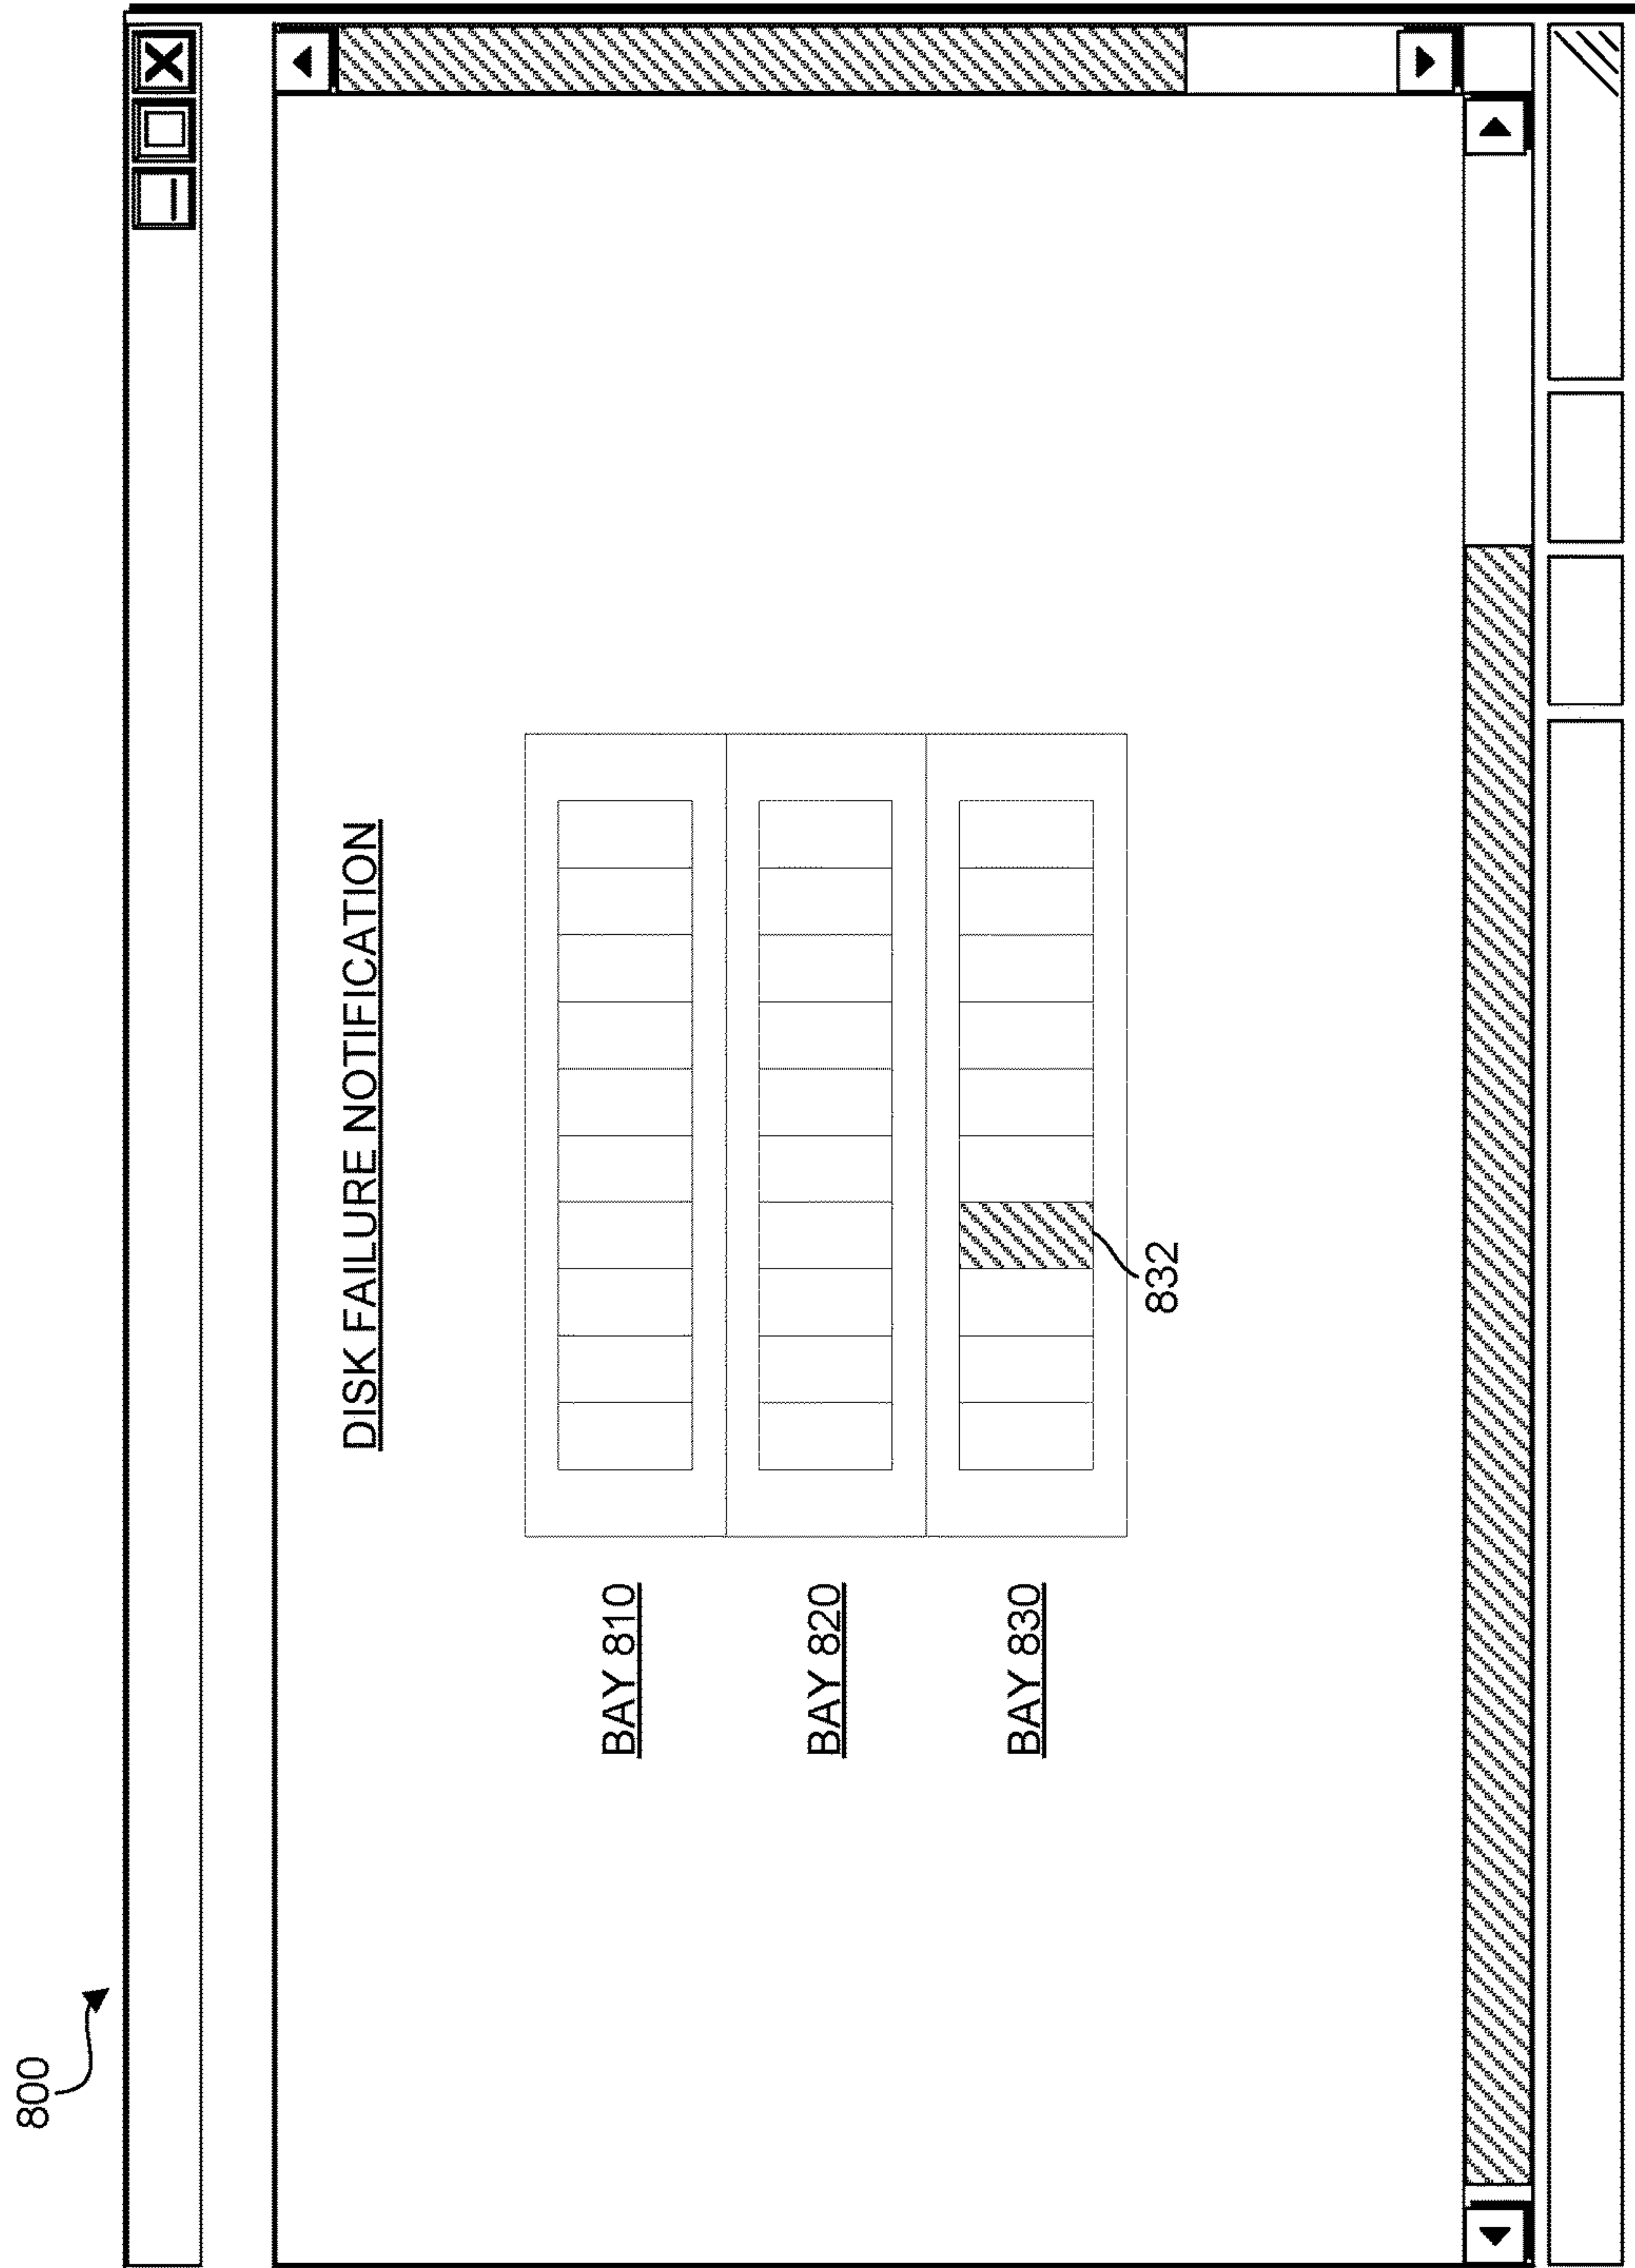 800
DISK FAILURE NOTIFICATION
BAY 810
BAY 820
BAY 830
832